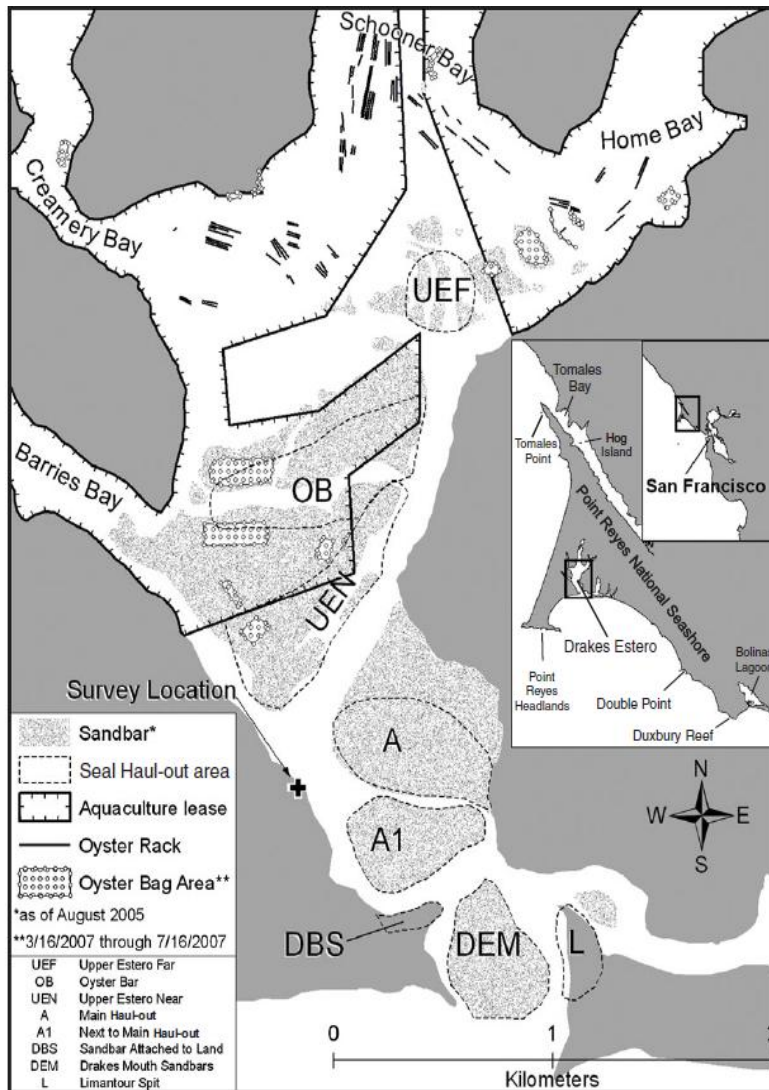 Schooner Bay
Home Bay
Creamery Bay
UEF
Barries Bay
OB
UEN
Survey Location
A
A1
DBS
DEM
L
Tomales
Bay
Tomales
Point
Hog
Island
San Francisco
Point Reyes National Seashore
Drakes Estero
Point
Reyes
Headlands
Double Point
Bolinas
Lagoon
Duxbury Reef
N
W E
S
Sandbar*
Seal Haul-out area
Aquaculture lease
Oyster Rack
Oyster Bag Area**
*as of August 2005
**3/16/2007 through 7/16/2007
UEF Upper Estero Far
OB Oyster Bar
UEN Upper Estero Near
A Main Haul-out
A1 Next to Main Haul-out
DBS Sandbar Attached to Land
DEM Drakes Mouth Sandbars
L Limantour Spit
0 1 2
Kilometers